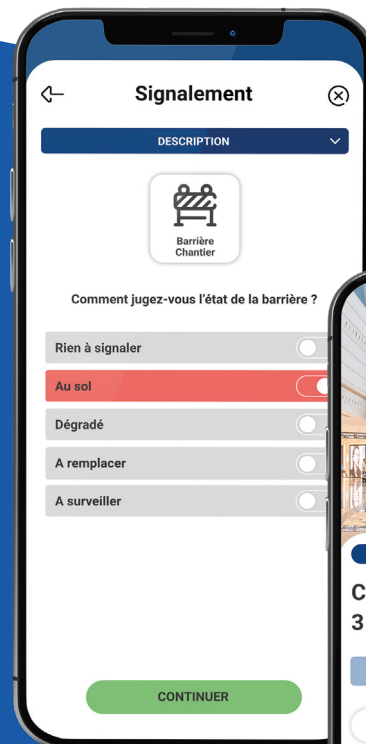 Signalement
DESCRIPTION
Barrière
Chantier
Comment jugez-vous l'état de la barrière ?
Rien à signaler
Au sol
Dégradé
A remplacer
A surveiller
C
3
CONTINUER